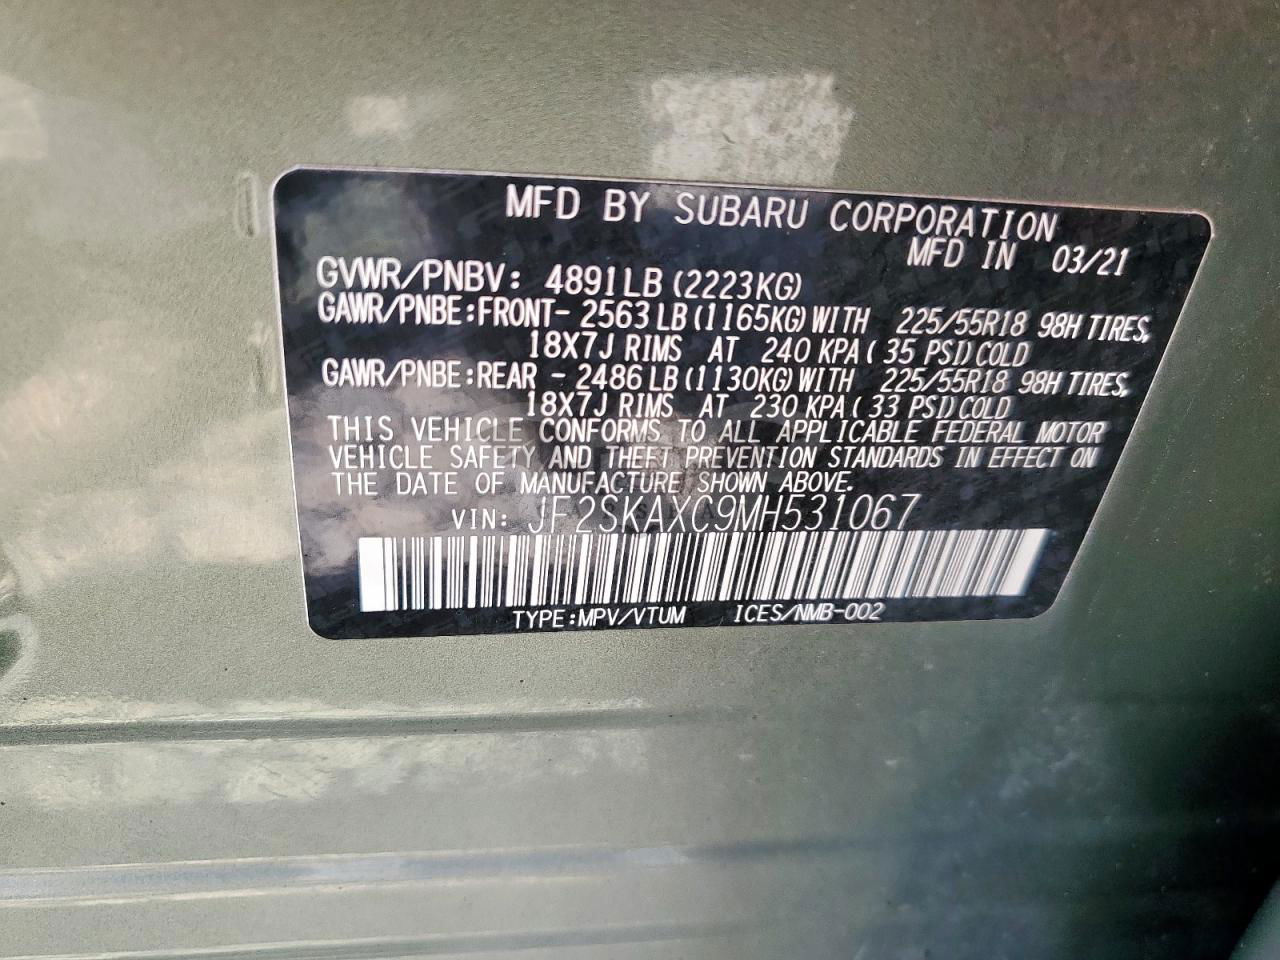 MFD BY SUBARU CORPORATION
MFD IN 03/21
GVWR/PNBV: 4891LB (2223KG)
GAWR/PNBE:FRONT- 2563 LB (1165KG) WITH 225/55R18 98H TIRES,
18X7J RIMS AT 240 KPA ( 35 PSI) COLD
GAWR/PNBE:REAR - 2486 LB (1130KG) WITH 225/55R18 98H TIRES,
18X7J RIMS AT 230 KPA ( 33 PSI) COLD
THIS VEHICLE CONFORMS TO ALL APPLICABLE FEDERAL MOTOR
VEHICLE SAFETY AND THEFT PREVENTION STANDARDS IN EFFECT ON
THE DATE OF MANUFACTURE SHOWN ABOVE.
VIN: JF2SKAXC9MH531067
TYPE:MPV/VTUM ICES/NMB-002